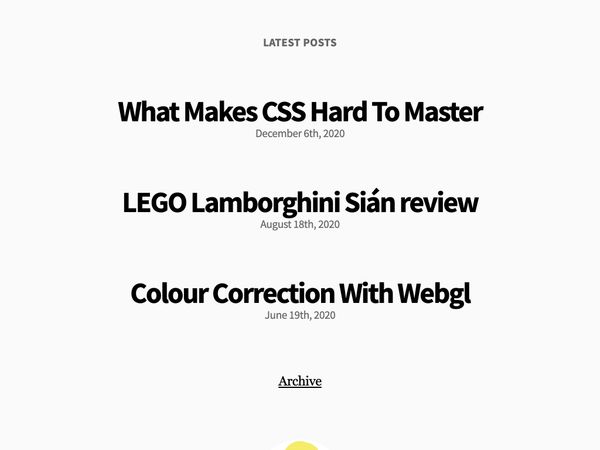 LATEST POSTS
What Makes CSS Hard To Master
December 6th, 2020
LEGO Lamborghini Sián review
August 18th, 2020
Colour Correction With Webgl
June 19th, 2020
Archive